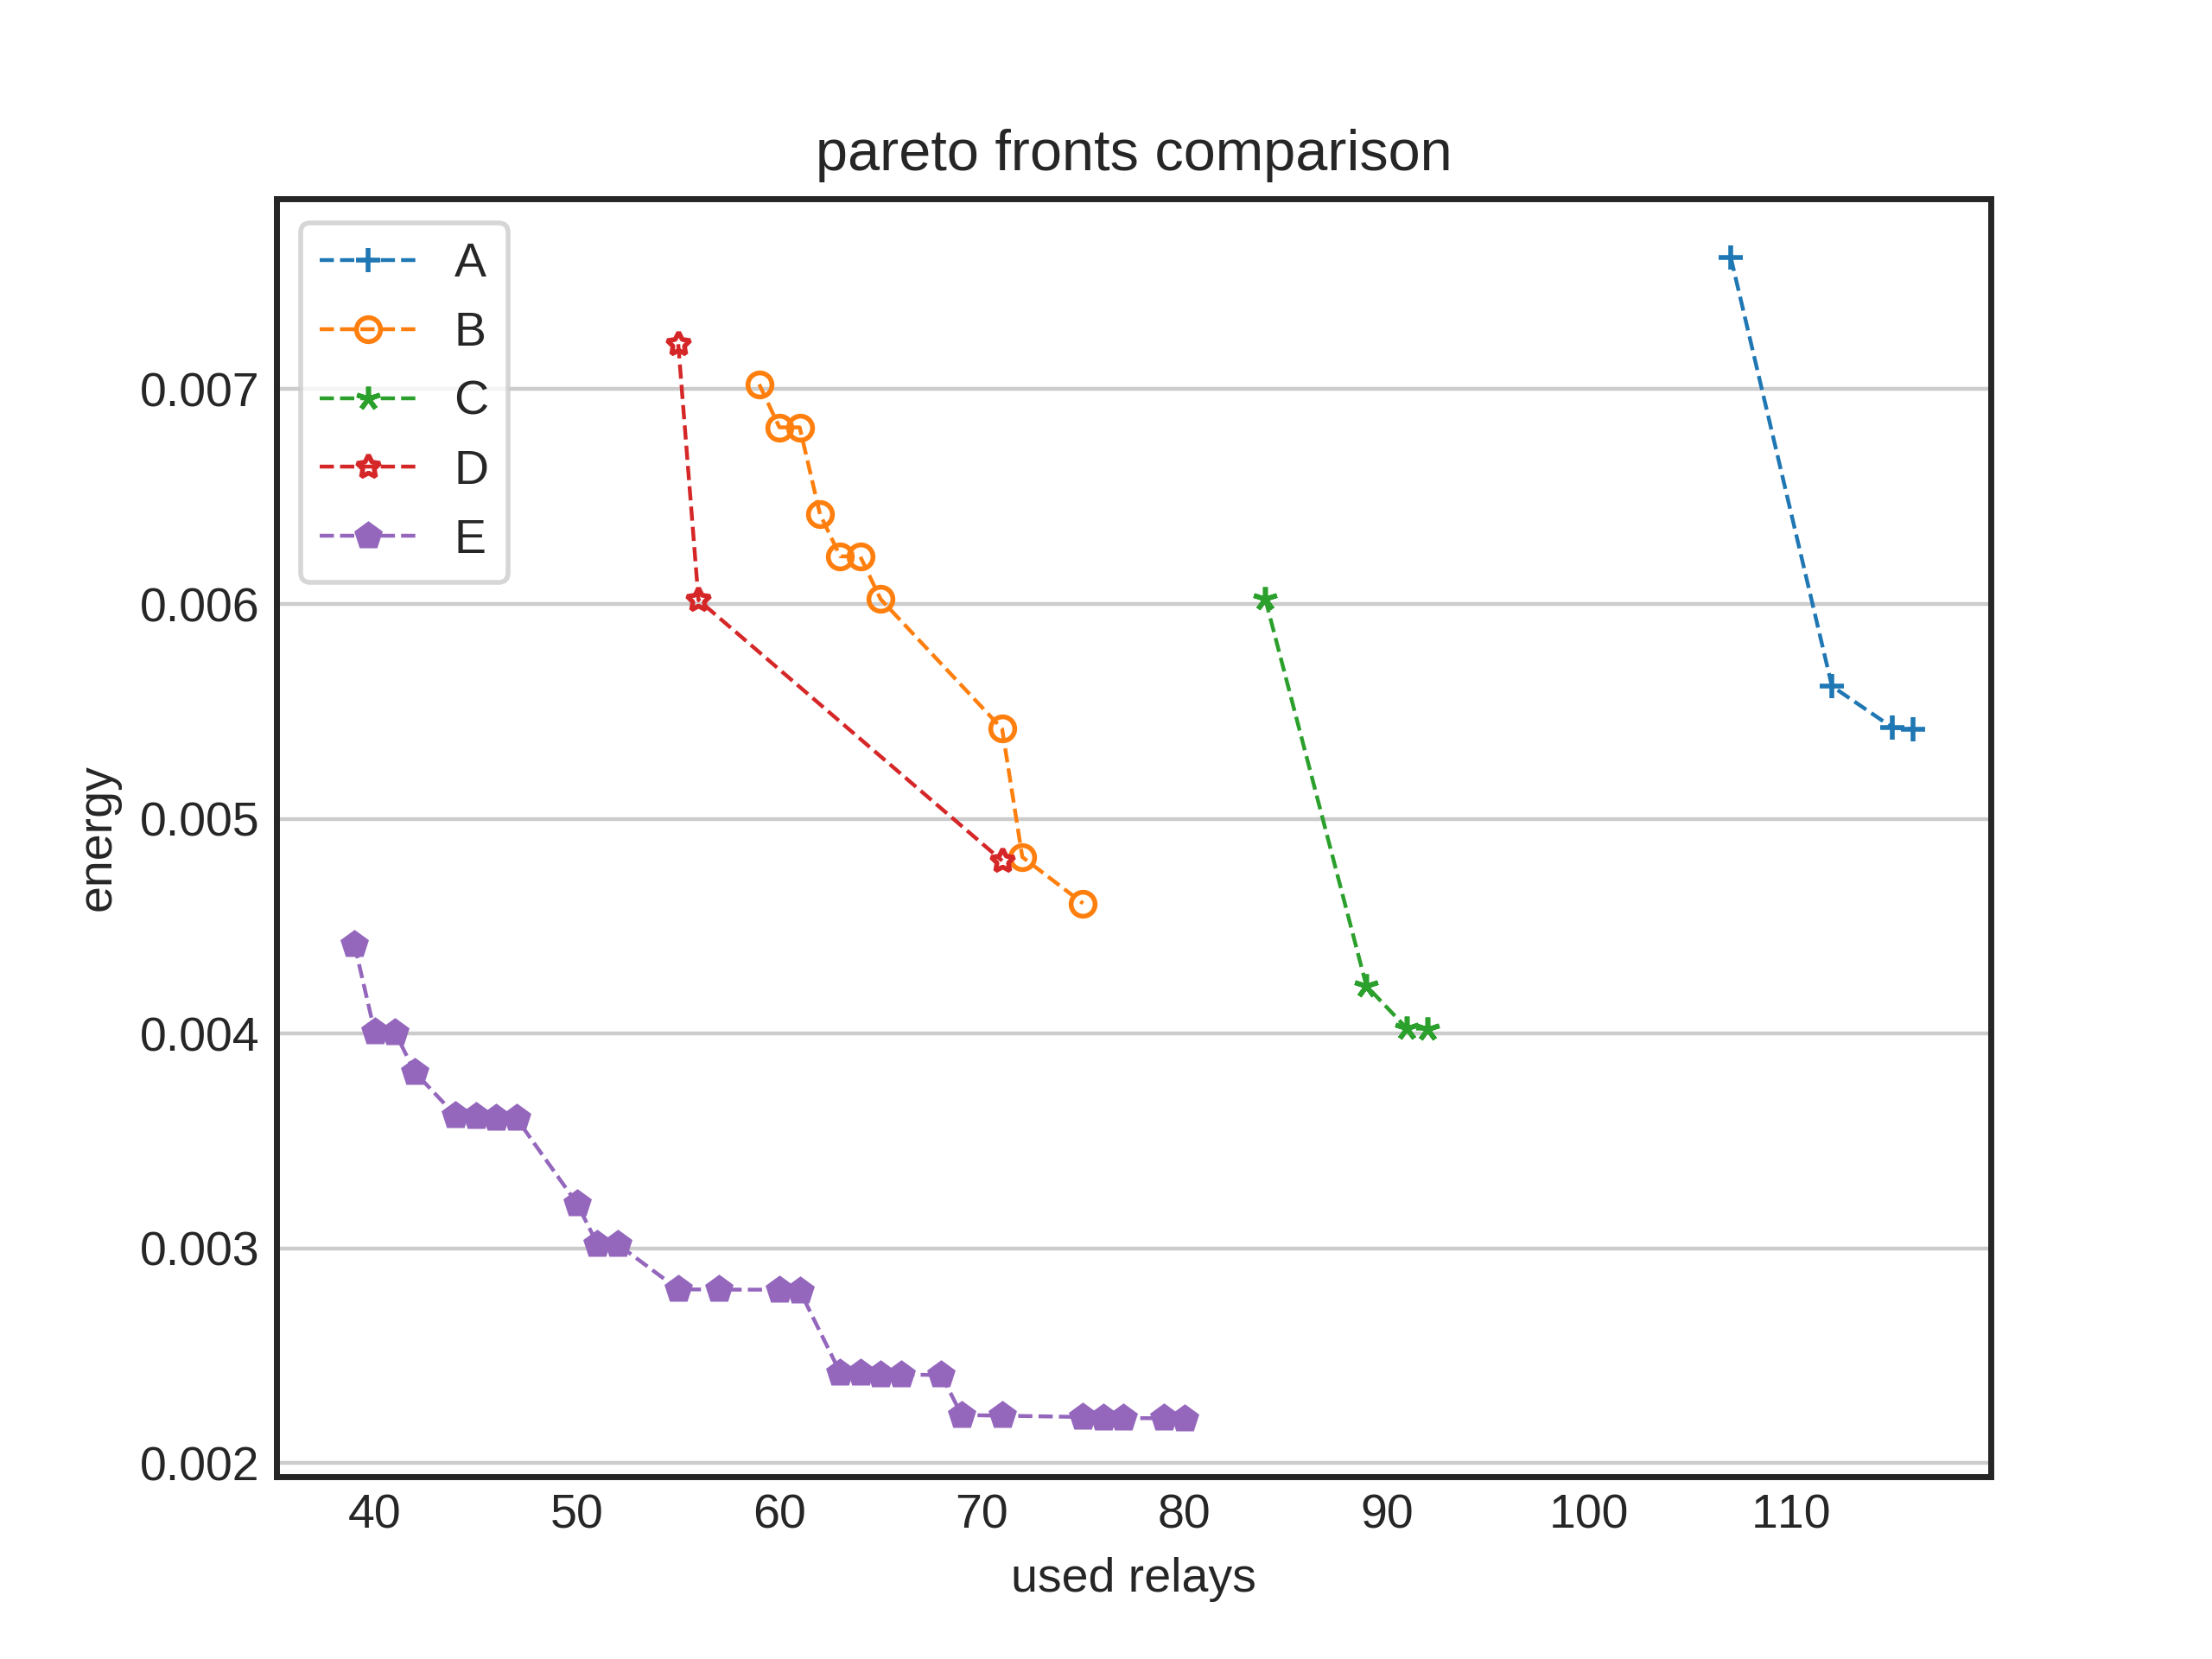 pareto fronts comparison
A
B
C
D
E
0.007
0.006
0.005
0.004
0.003
0.002
energy
40 50 60 70 80 90 100 110
used relays